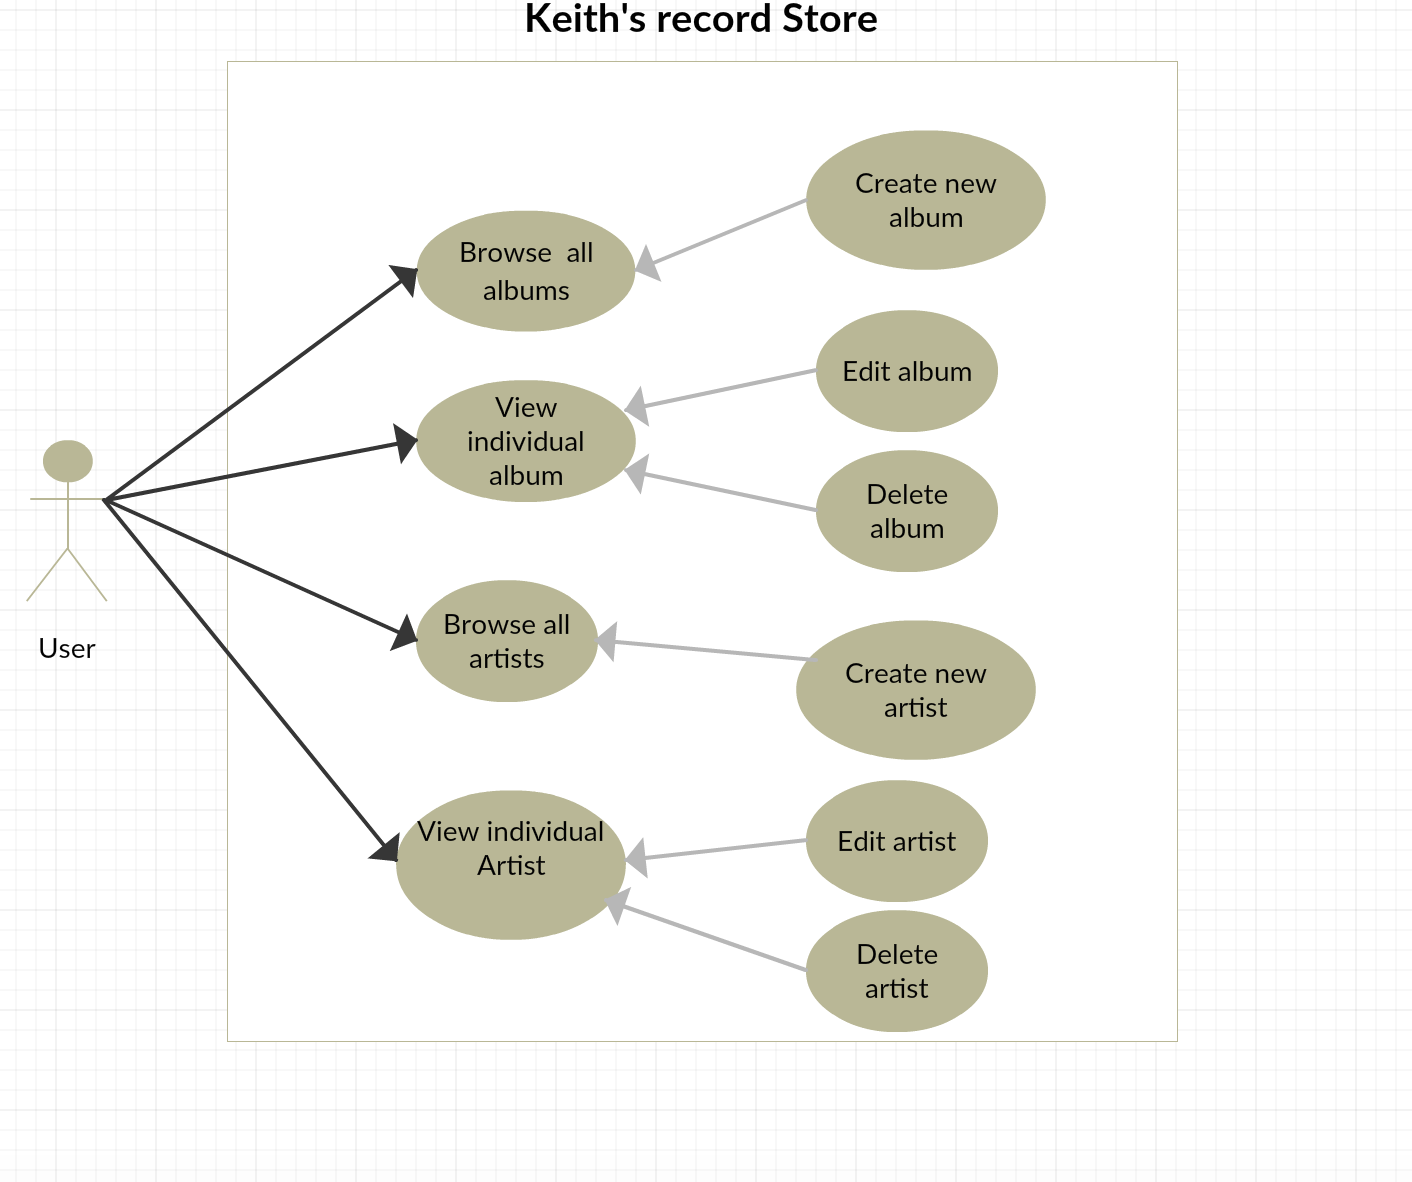 Keith's record Store
Create new
album
Browse  all
albums
Edit album
View
individual
album
Delete
album
User
Browse all
artists
Create new
artist
View individual
Artist
Edit artist
Delete
artist